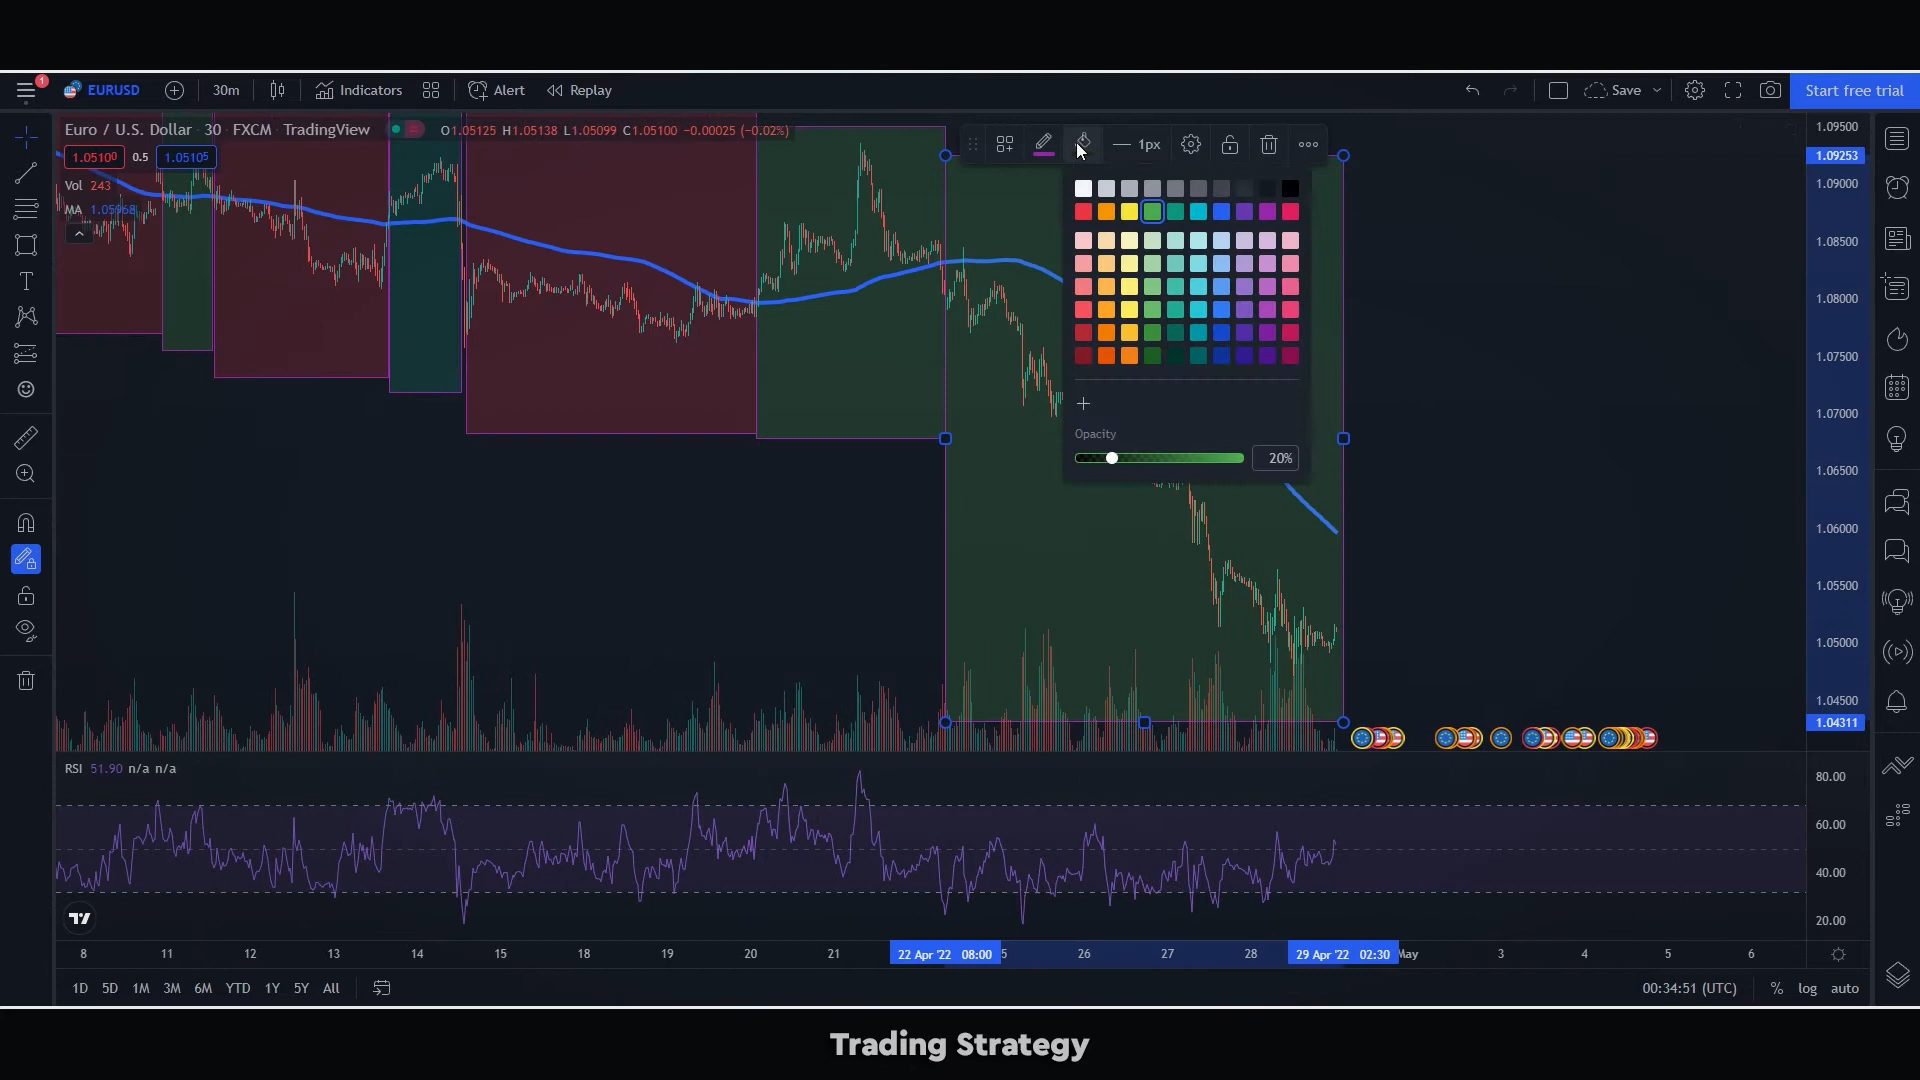 1
EURUSD 30m Indicators Alert Replay Save Start free trial
Euro / U.S. Dollar 30 FXCM TradingView O1.05125 H1.05138 L1.05099 C1.05100 −0.00025 (−0.02%)
1.05100 0.5 1.05105
Vol 243
MA 1.05968
1px
Opacity
20%
1.09500
1.09253
1.09000
1.08500
1.08000
1.07500
1.07000
1.06500
1.06000
1.05500
1.05000
1.04500
1.04311
RSI 51.90 n/a n/a
80.00
60.00
40.00
20.00
8 11 12 13 14 15 18 19 20 21 22 Apr '22 08:00 5 26 27 28 29 Apr '22 02:30 May 3 4 5 6
1D 5D 1M 3M 6M YTD 1Y 5Y All 00:34:51 (UTC) % log auto
Trading Strategy